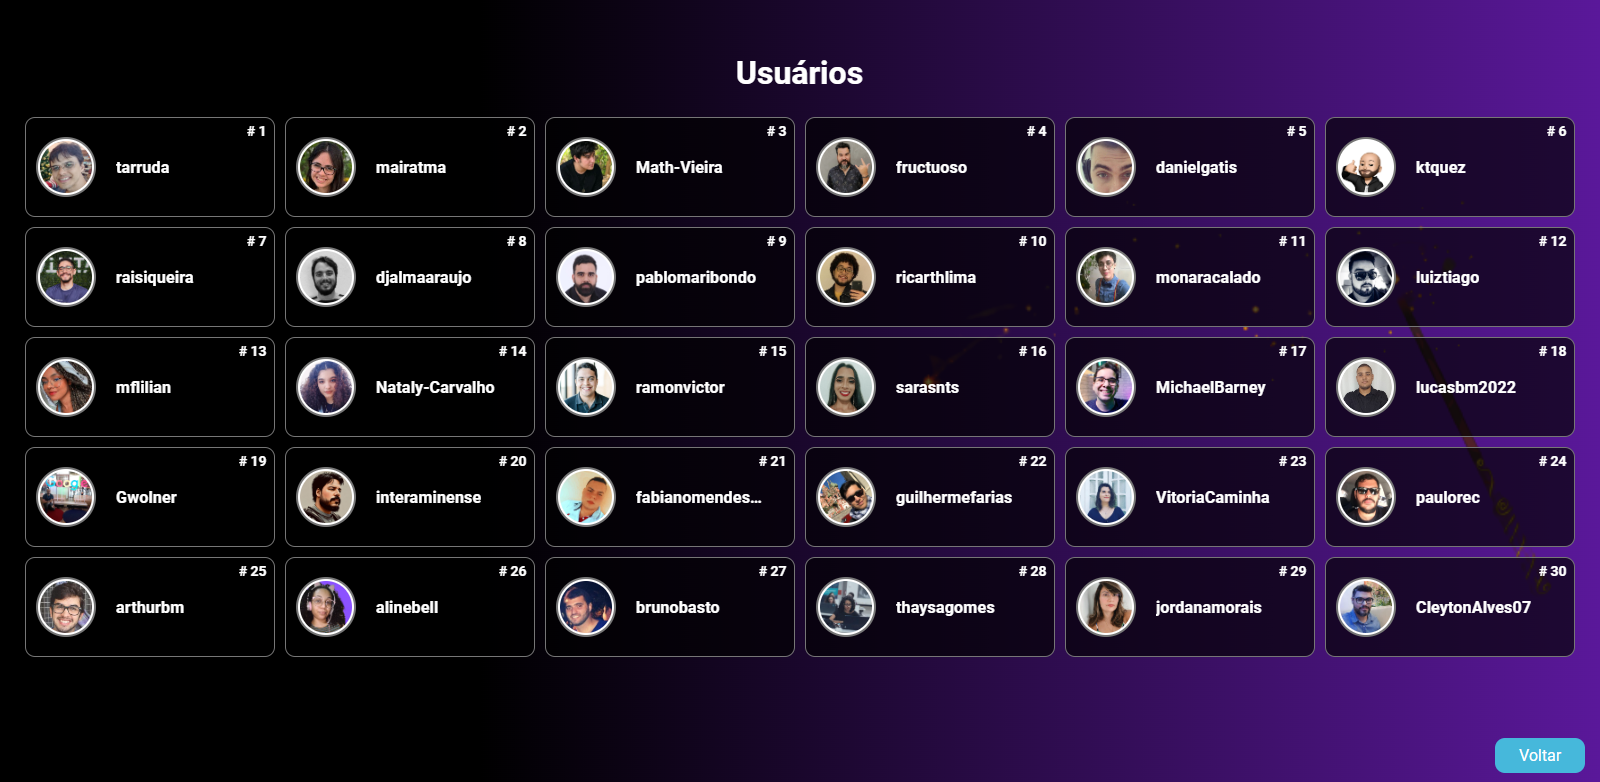 Usuários
# 1
tarruda
# 2
mairatma
# 3
Math-Vieira
# 4
fructuoso
# 5
danielgatis
# 6
ktquez
# 7
raisiqueira
# 8
djalmaaraujo
# 9
pablomaribondo
# 10
ricarthlima
# 11
monaracalado
# 12
luiztiago
# 13
mflilian
# 14
Nataly-Carvalho
# 15
ramonvictor
# 16
sarasnts
# 17
MichaelBarney
# 18
lucasbm2022
# 19
Gwolner
# 20
interaminense
# 21
fabianomendes...
# 22
guilhermefarias
# 23
VitoriaCaminha
# 24
paulorec
# 25
arthurbm
# 26
alinebell
# 27
brunobasto
# 28
thaysagomes
# 29
jordanamorais
# 30
CleytonAlves07
Voltar